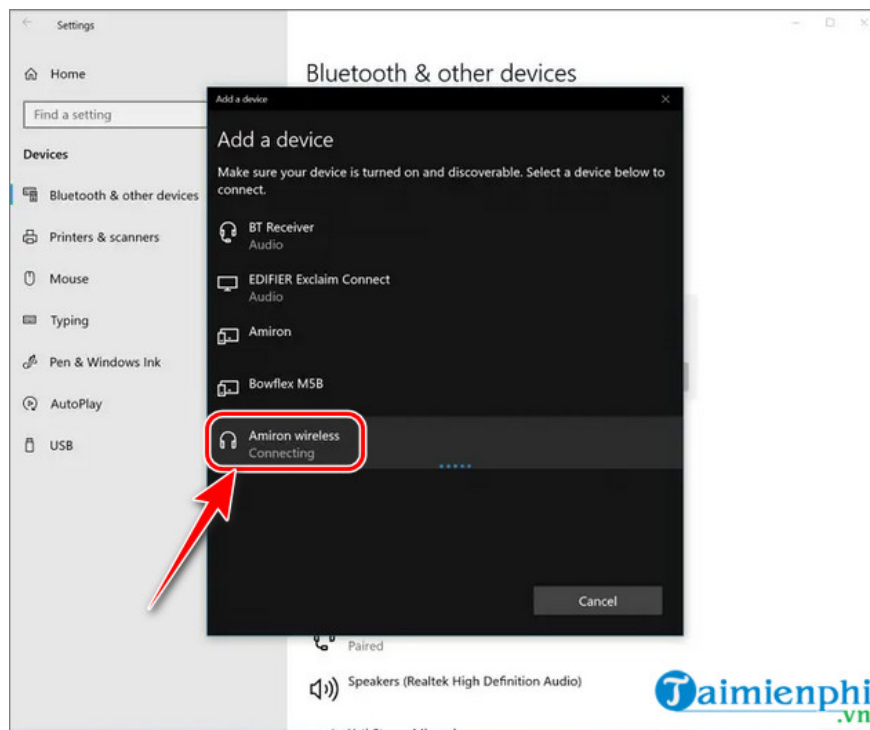 Settings
Home
Find a setting
Devices
Bluetooth & other devices
Printers & scanners
Mouse
Typing
Pen & Windows Ink
AutoPlay
USB
Bluetooth & other devices
Add a device
Add a device
Make sure your device is turned on and discoverable. Select a device below to
connect.
BT Receiver
Audio
EDIFIER Exclaim Connect
Audio
Amiron
Bowflex M5B
Amiron wireless
Connecting
Cancel
Paired
Speakers (Realtek High Definition Audio)
Taimienphi
.vn